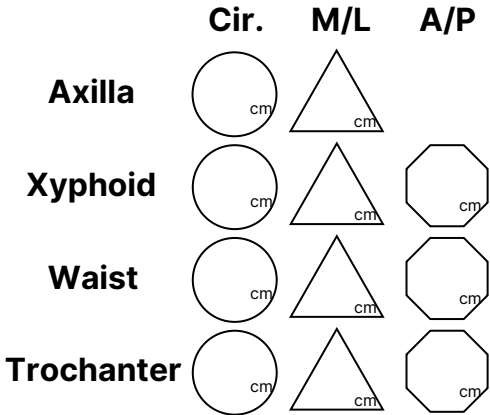 Cir. M/L A/P
Axilla cm cm
Xyphoid cm cm cm
Waist cm cm cm
Trochanter cm cm cm